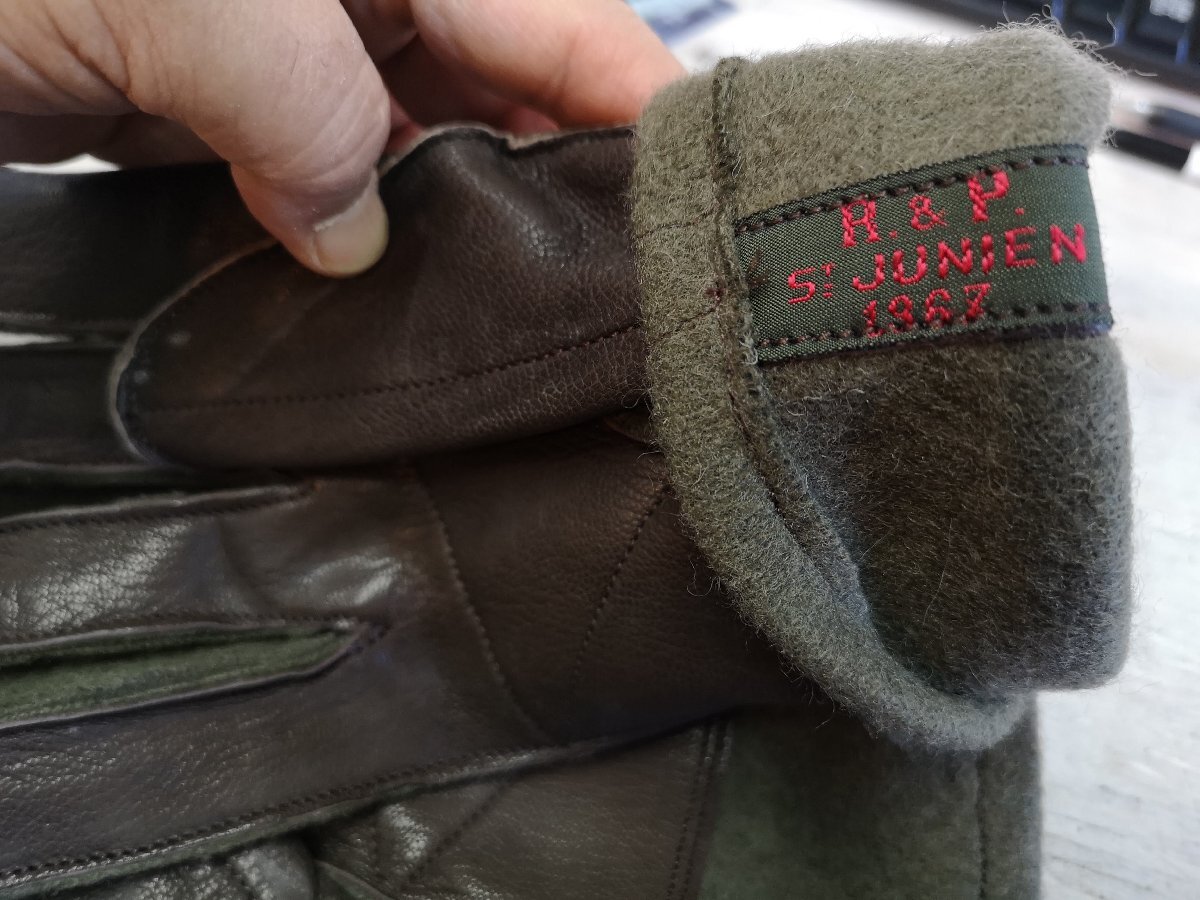 R. & P.
ST JUNIEN
1967